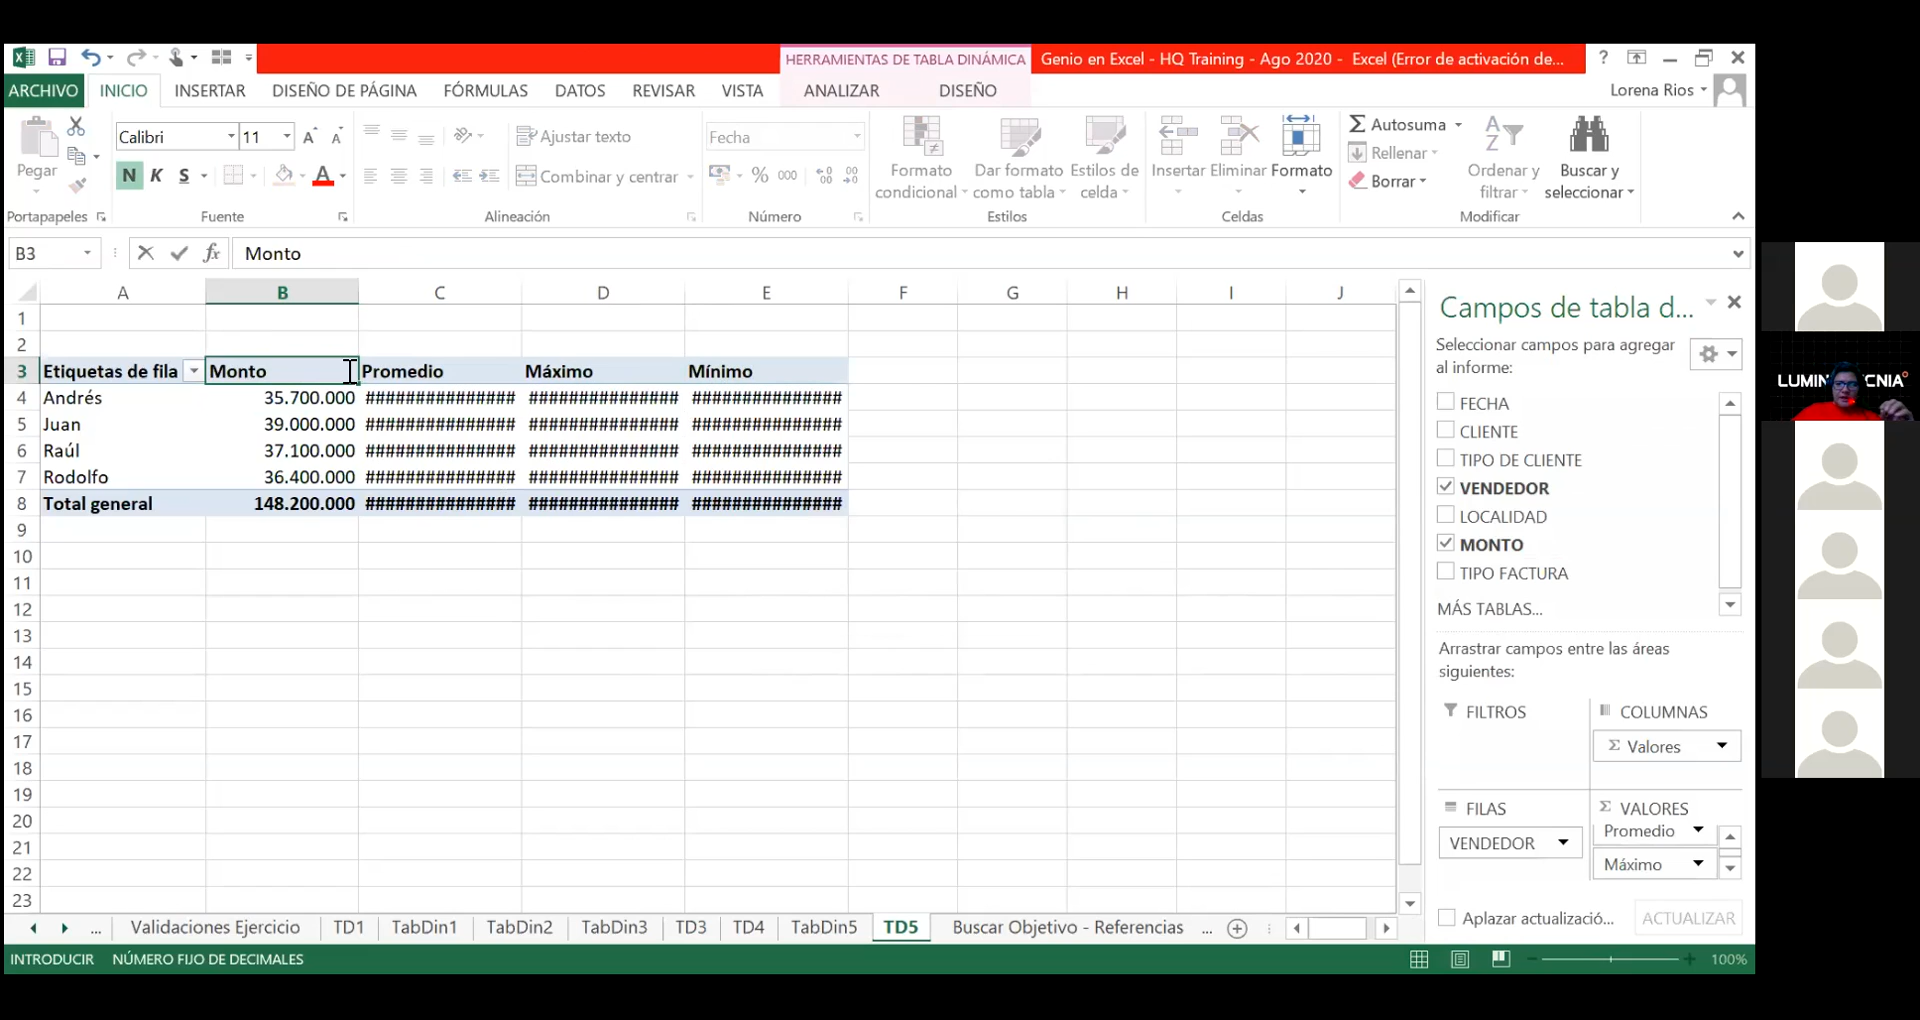 HERRAMIENTAS DE TABLA DINÁMICA
Genio en Excel - HQ Training - Ago 2020 - Excel (Error de activación de...
ARCHIVO INICIO INSERTAR DISEÑO DE PÁGINA FÓRMULAS DATOS REVISAR VISTA ANALIZAR DISEÑO
Lorena Rios
Pegar
Portapapeles
Calibri 11
N K S
Fuente
Ajustar texto
Combinar y centrar
Alineación
Fecha
% 000
Número
Formato condicional
Dar formato como tabla
Estilos de celda
Estilos
Insertar Eliminar Formato
Celdas
Autosuma
Rellenar
Borrar
Ordenar y filtrar
Buscar y seleccionar
Modificar
B3 fx Monto
A B C D E F G H I J
1
2
3 Etiquetas de fila Monto Promedio Máximo Mínimo
4 Andrés 35.700.000 ############### ############### ###############
5 Juan 39.000.000 ############### ############### ###############
6 Raúl 37.100.000 ############### ############### ###############
7 Rodolfo 36.400.000 ############### ############### ###############
8 Total general 148.200.000 ############### ############### ###############
9
10
11
12
13
14
15
16
17
18
19
20
21
22
23
Campos de tabla d...
Seleccionar campos para agregar
al informe:
FECHA
CLIENTE
TIPO DE CLIENTE
VENDEDOR
LOCALIDAD
MONTO
TIPO FACTURA
MÁS TABLAS...
Arrastrar campos entre las áreas
siguientes:
FILTROS
COLUMNAS
Valores
FILAS
VENDEDOR
VALORES
Promedio
Máximo
Aplazar actualizació...
ACTUALIZAR
... Validaciones Ejercicio TD1 TabDin1 TabDin2 TabDin3 TD3 TD4 TabDin5 TD5 Buscar Objetivo - Referencias ...
INTRODUCIR NÚMERO FIJO DE DECIMALES
100%